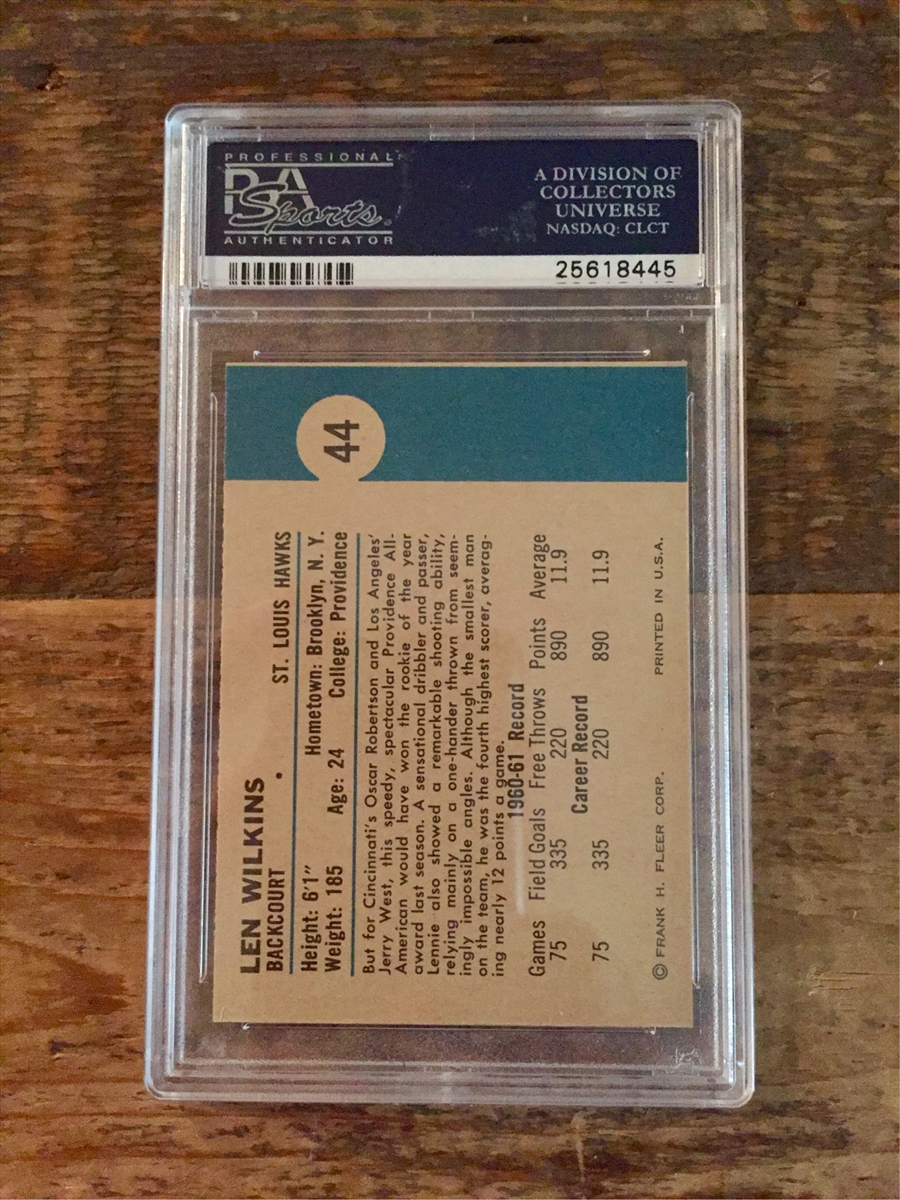 PROFESSIONAL
PSA
Sports
AUTHENTICATOR
A DIVISION OF
COLLECTORS
UNIVERSE
NASDAQ: CLCT
25618445
44
LEN WILKINS
BACKCOURT • ST. LOUIS HAWKS
Height: 6'1" Hometown: Brooklyn, N. Y.
Weight: 185 Age: 24 College: Providence
But for Cincinnati's Oscar Robertson and Los Angeles'
Jerry West, this speedy, spectacular Providence All-
American would have won the rookie of the year
award last season. A sensational dribbler and passer,
Lennie also showed a remarkable shooting ability,
relying mainly on a one-hander thrown from seem-
ingly impossible angles. Although the smallest man
on the team, he was the fourth highest scorer, averag-
ing nearly 12 points a game.
1960-61 Record
Games Field Goals Free Throws Points Average
75 335 220 890 11.9
Career Record
75 335 220 890 11.9
© FRANK H. FLEER CORP. PRINTED IN U.S.A.